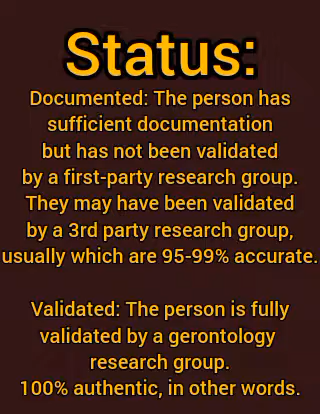 Status:
Documented: The person has
sufficient documentation
but has not been validated
by a first-party research group.
They may have been validated
by a 3rd party research group,
usually which are 95-99% accurate.
Validated: The person is fully
validated by a gerontology
research group.
100% authentic, in other words.